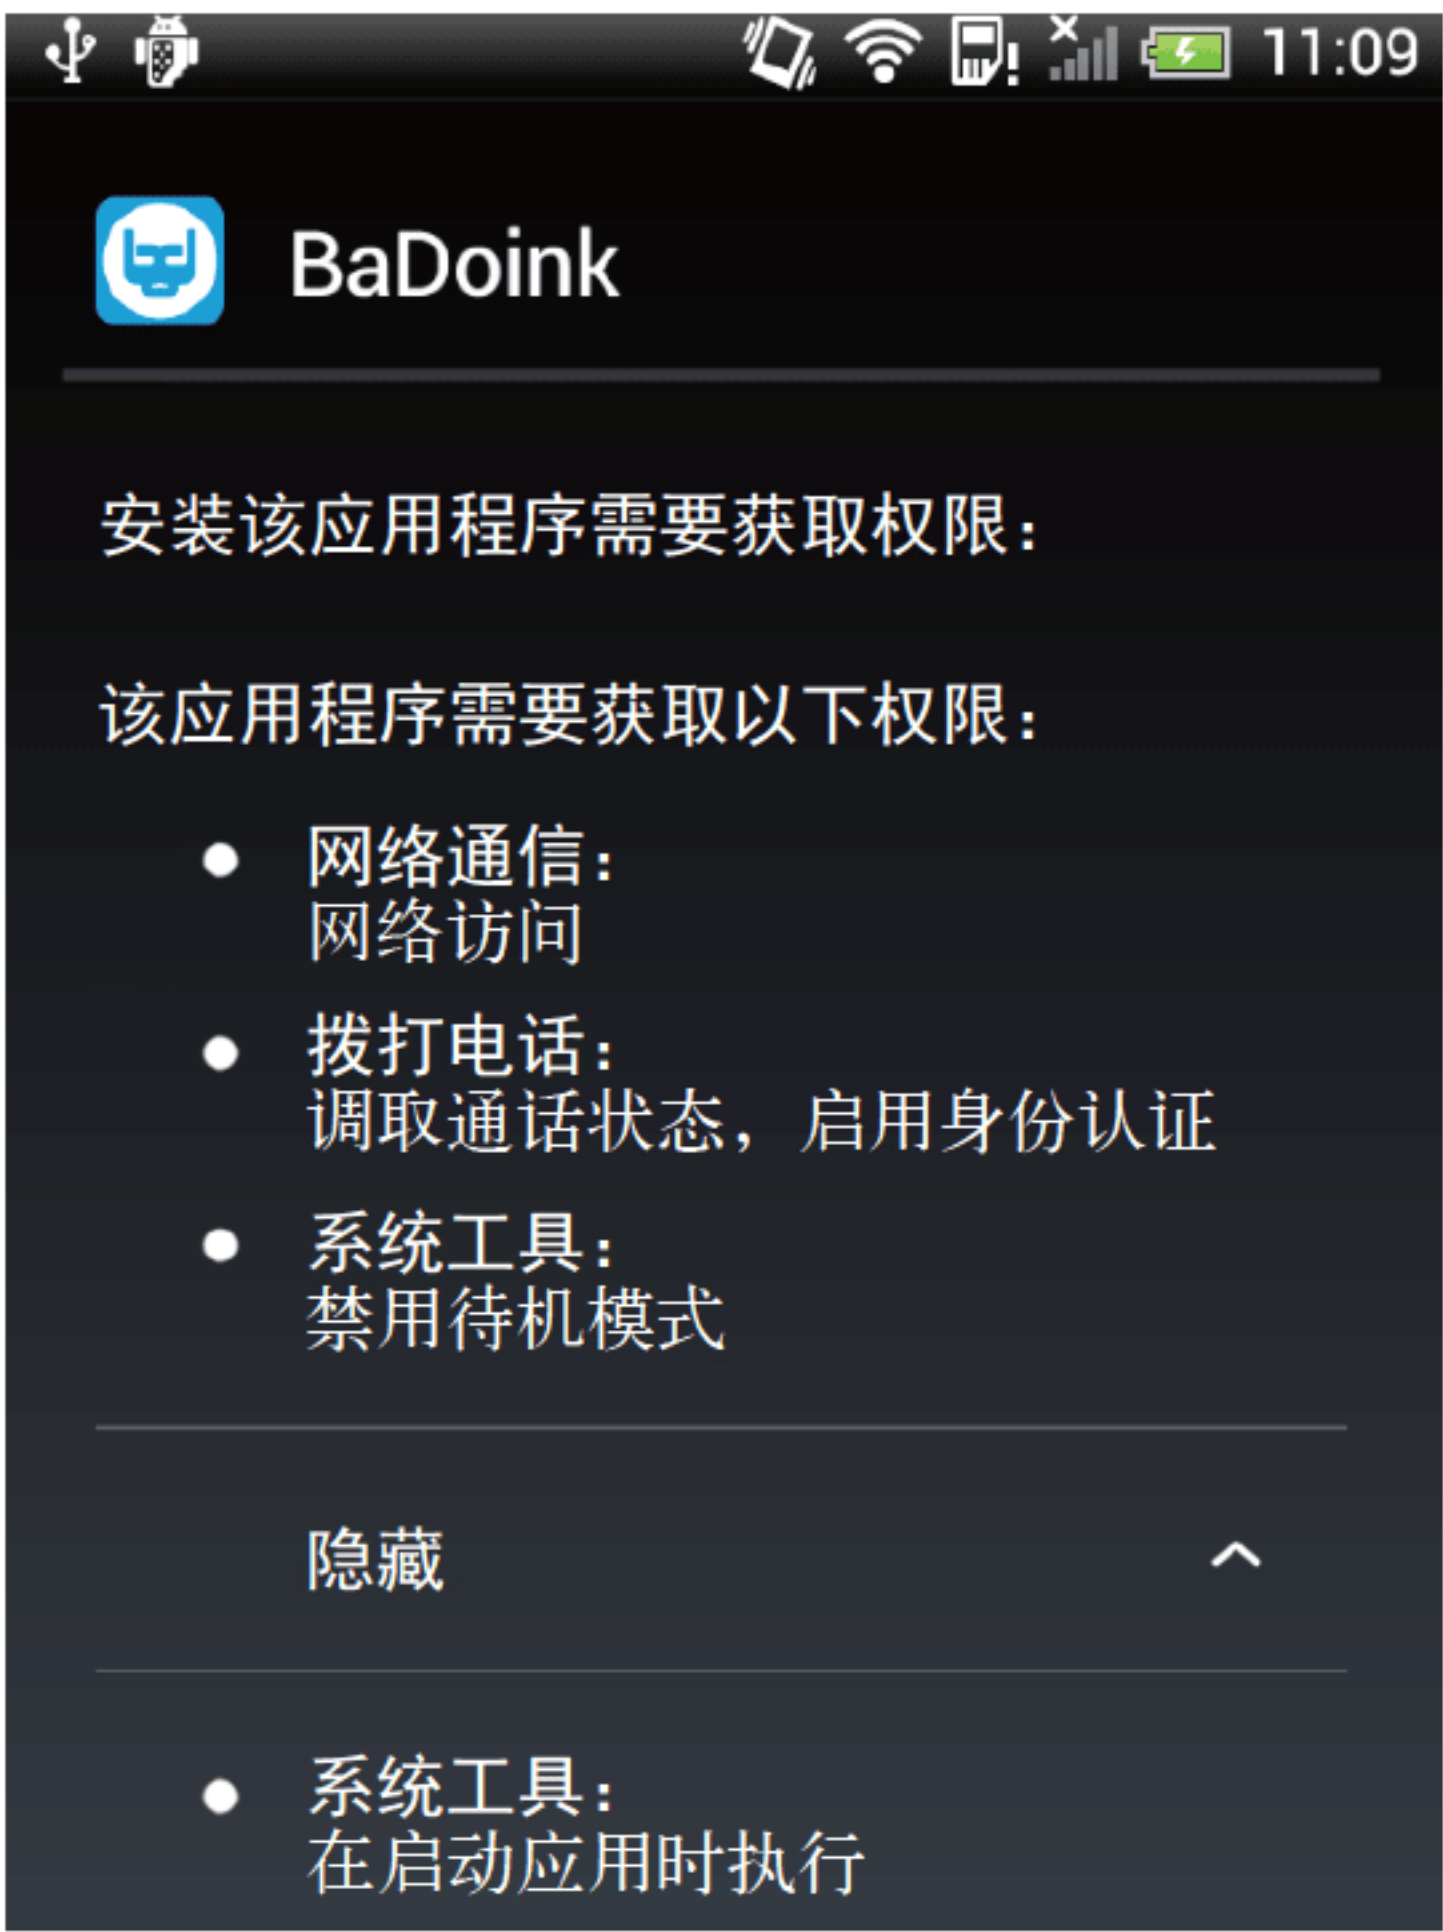 11:09
BaDoink
安装该应用程序需要获取权限：
该应用程序需要获取以下权限：
网络通信：
网络访问
拨打电话：
调取通话状态，启用身份认证
系统工具：
禁用待机模式
隐藏
系统工具：
在启动应用时执行